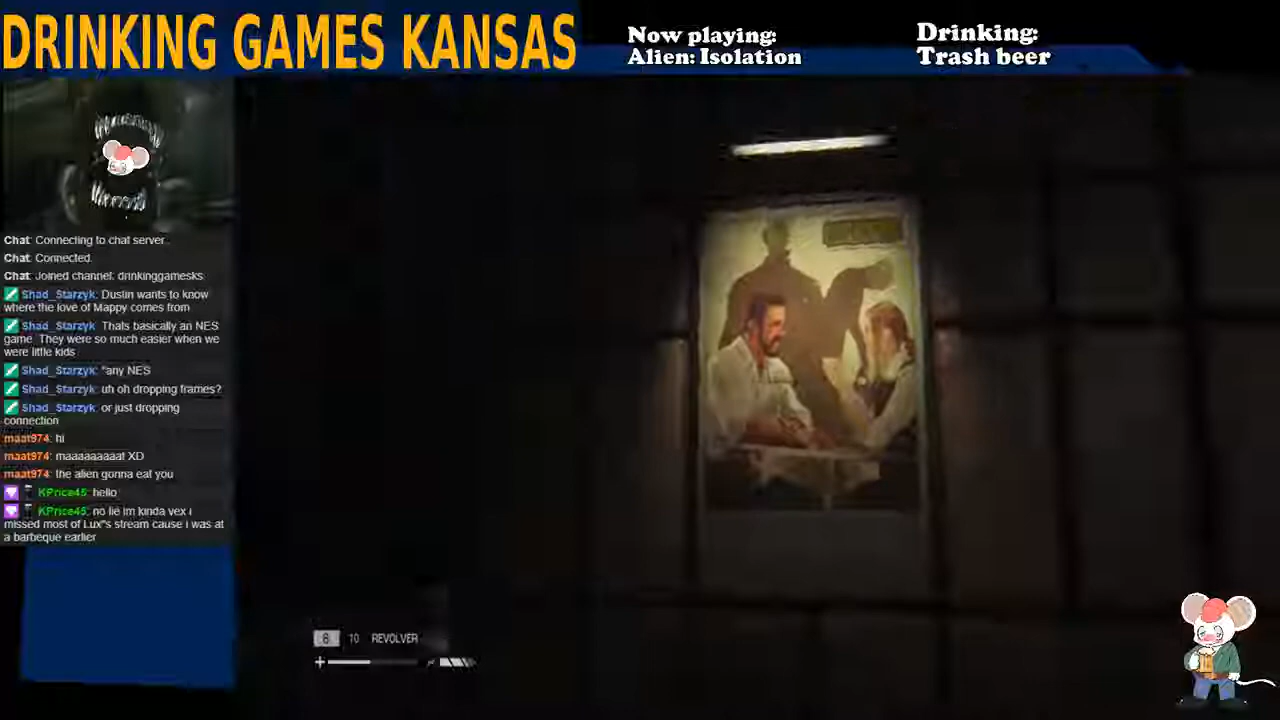 DRINKING GAMES KANSAS
Now playing:
Alien: Isolation
Drinking:
Trash beer
Chat: Connecting to chat server
Chat: Connected.
Chat: Joined channel: drinkinggamesks
Shad_Starzyk: Dustin wants to know
where the love of Mappy comes from
Shad_Starzyk: Thats basically an NES
game. They were so much easier when we
were little kids
Shad_Starzyk: *any NES
Shad_Starzyk: uh oh dropping frames?
Shad_Starzyk: or just dropping
connection
maat974: hi
maat974: maaaaaaaaat XD
maat974: the alien gonna eat you
KPrice45: hello
KPrice45: no lie im kinda vex i
missed most of Lux"s stream cause i was at
a barbeque earlier
6 10 REVOLVER